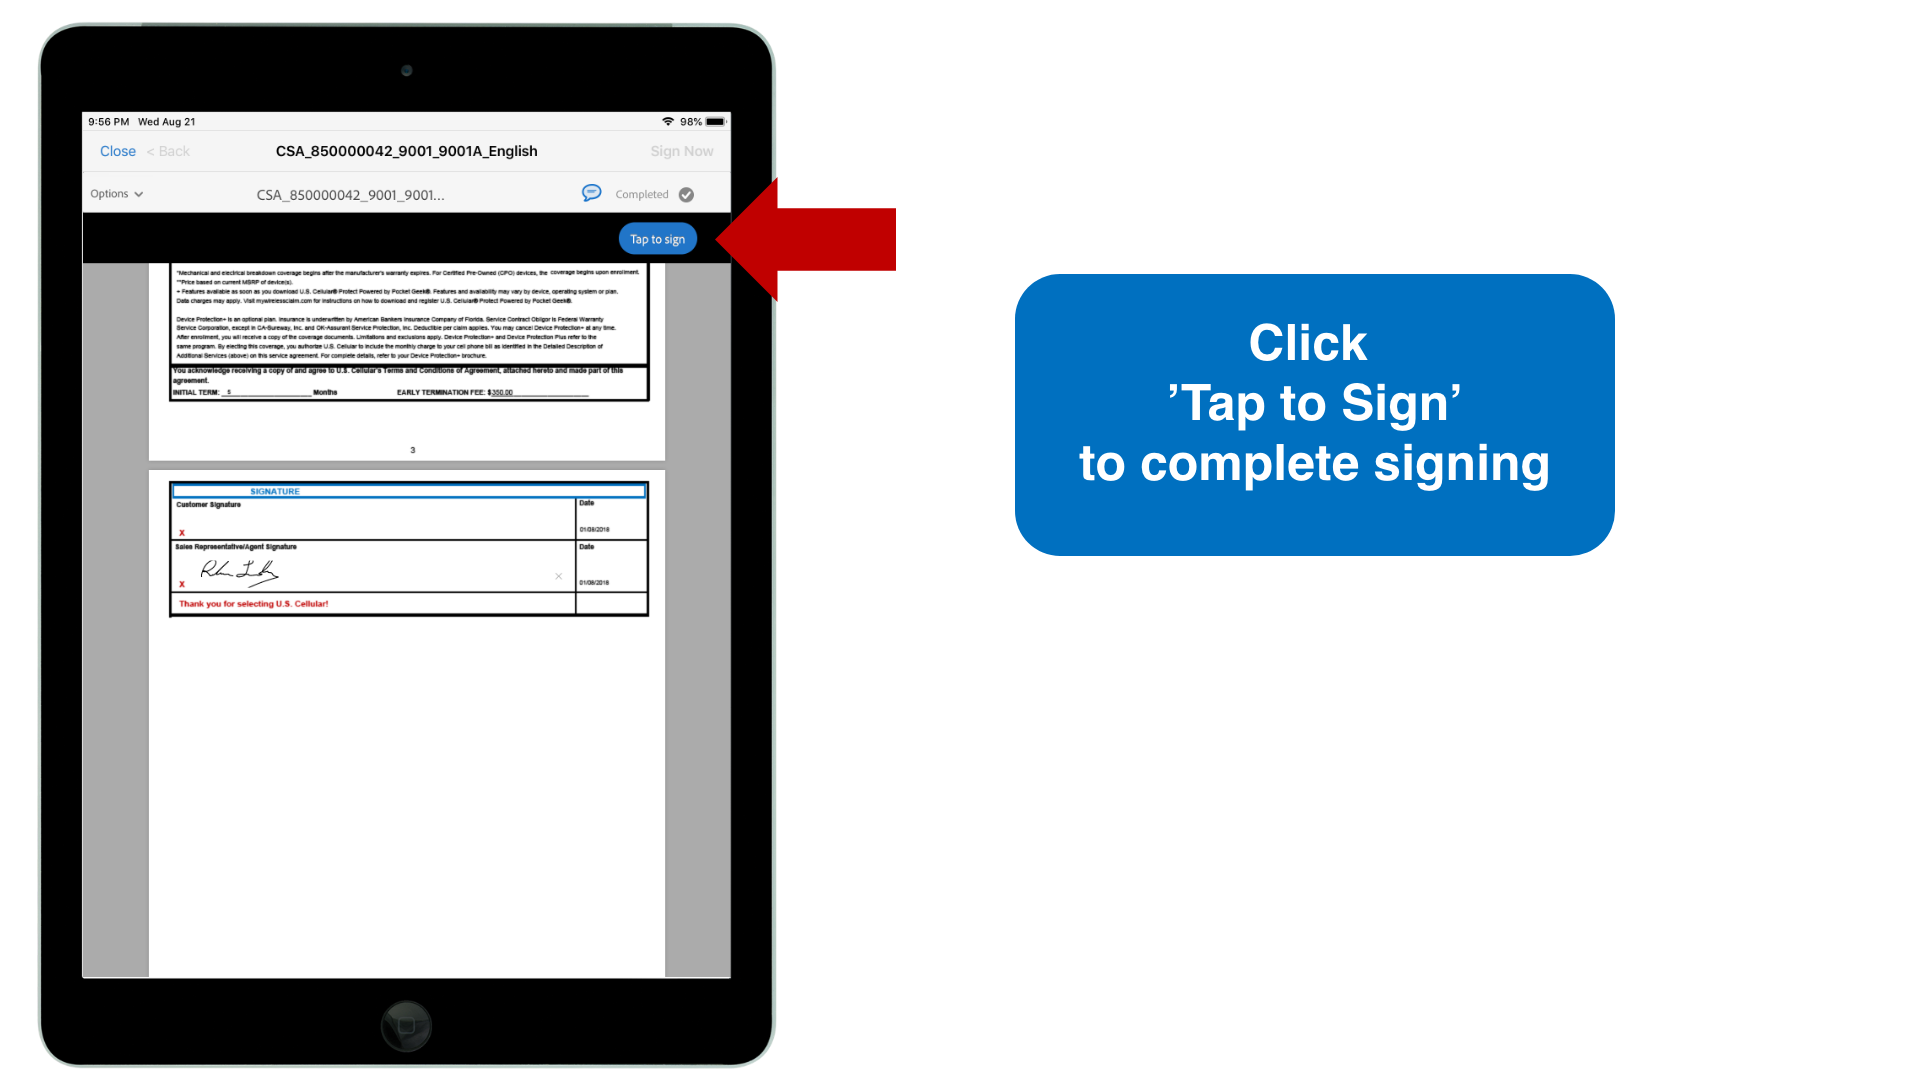 9:56 PM Wed Aug 21
98%
Close < Back
CSA_850000042_9001_9001A_English
Sign Now
Options
CSA_850000042_9001_9001...
Completed
Tap to sign
*Mechanical and electrical breakdown coverage begins after the manufacturer's warranty expires. For Certified Pre-Owned (CPO) devices, the coverage begins upon enrollment.
**Price based on current MSRP of device(s).
+ Features available as soon as you download U.S. Cellular® Protect Powered by Pocket Geek®. Features and availability may vary by device, operating system or plan.
Data charges may apply. Visit mywirelessclaim.com for instructions on how to download and register U.S. Cellular® Protect Powered by Pocket Geek®.
Device Protection+ is an optional plan. Insurance is underwritten by American Bankers Insurance Company of Florida. Service Contract Obligor is Federal Warranty
Service Corporation, except in CA-Sureway, Inc. and OK-Assurant Service Protection, Inc. Deductible per claim applies. You may cancel Device Protection+ at any time.
After enrollment, you will receive a copy of the coverage documents. Limitations and exclusions apply. Device Protection+ and Device Protection Plus refer to the
same program. By electing this coverage, you authorize U.S. Cellular to include the monthly charge to your cell phone bill as identified in the Detailed Description of
Additional Services (above) on this service agreement. For complete details, refer to your Device Protection+ brochure.
You acknowledge receiving a copy of and agree to U.S. Cellular's Terms and Conditions of Agreement, attached hereto and made part of this
agreement.
INITIAL TERM: 5 Months EARLY TERMINATION FEE: $350.00
3
SIGNATURE
Customer Signature
Date
X
01/08/2018
Sales Representative/Agent Signature
Date
X
01/08/2018
Thank you for selecting U.S. Cellular!
Click
’Tap to Sign’
to complete signing